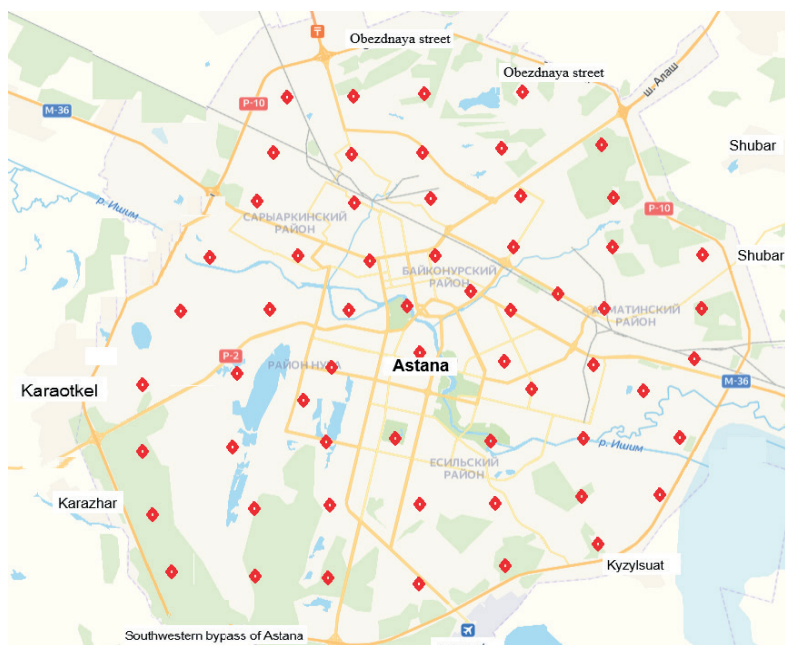 Obezdnaya street
Obezdnaya street
ш. Алаш
P-10
M-36
Shubar
р. Ишим
САРЫАРКИНСКИЙ
РАЙОН
P-10
Shubar
БАЙКОНУРСКИЙ
РАЙОН
АЛМАТИНСКИЙ
РАЙОН
P-2
РАЙОН НУРА
Astana
M-36
Karaotkel
р. Ишим
ЕСИЛЬСКИЙ
РАЙОН
Karazhar
Kyzylsuat
Southwestern bypass of Astana